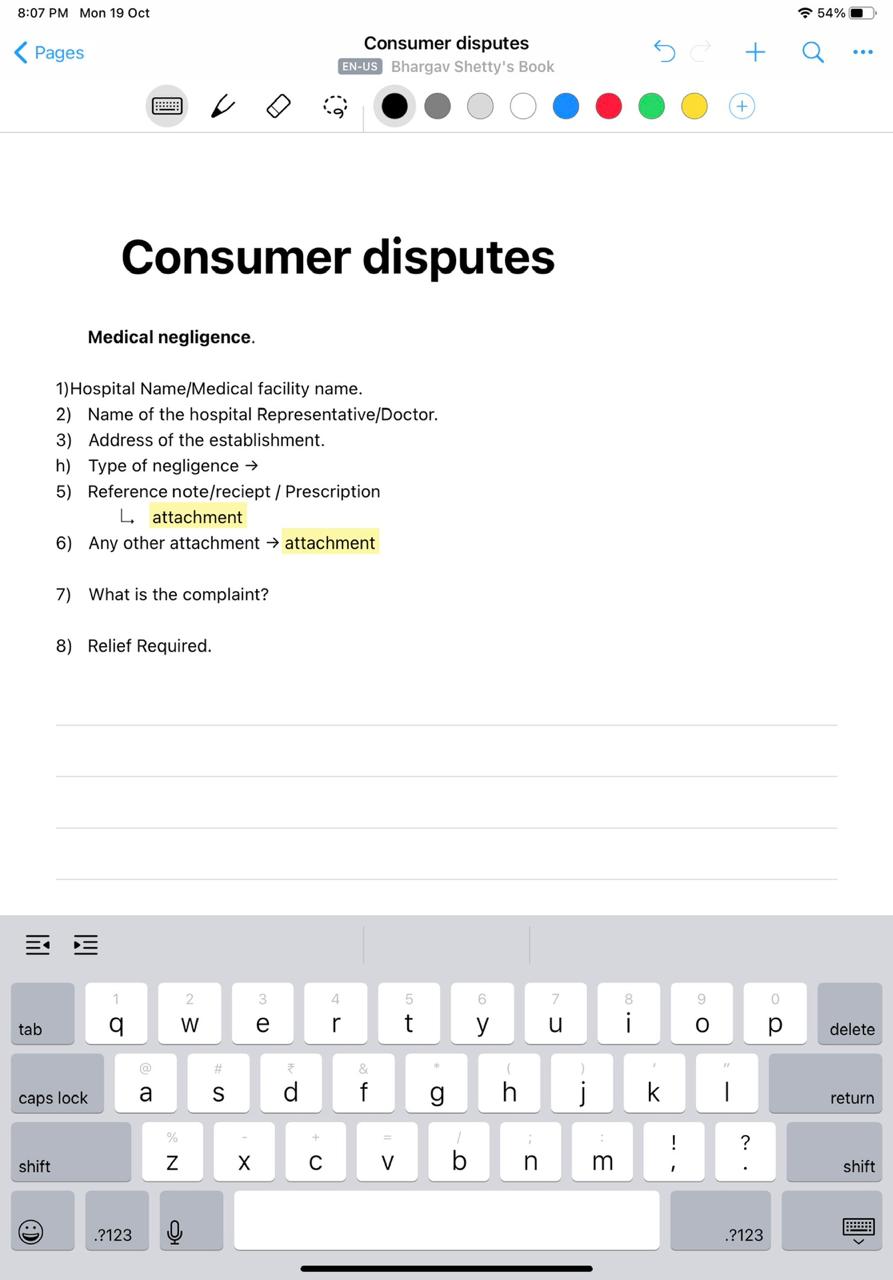 8:07 PM Mon 19 Oct 54%
Pages
Consumer disputes
EN-US Bhargav Shetty's Book
Consumer disputes
Medical negligence.
1)Hospital Name/Medical facility name.
2) Name of the hospital Representative/Doctor.
3) Address of the establishment.
h) Type of negligence →
5) Reference note/reciept / Prescription
↳ attachment
6) Any other attachment → attachment
7) What is the complaint?
8) Relief Required.
1 2 3 4 5 6 7 8 9 0
tab q w e r t y u i o p delete
@ # ₹ & * ( ) ' "
caps lock a s d f g h j k l return
% - + = / ; : ! ?
shift z x c v b n m , . shift
.?123 .?123